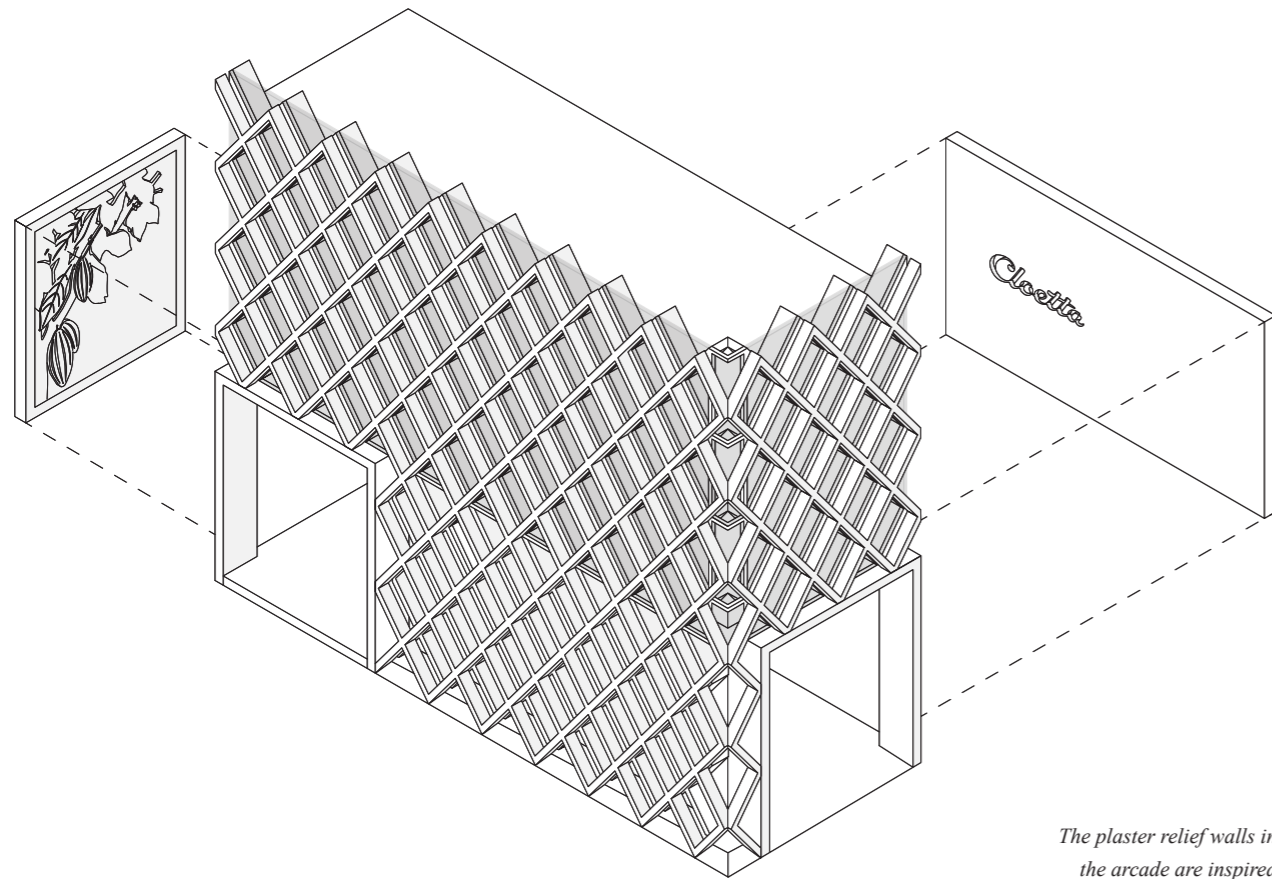 Cloetta
The plaster relief walls in
the arcade are inspired